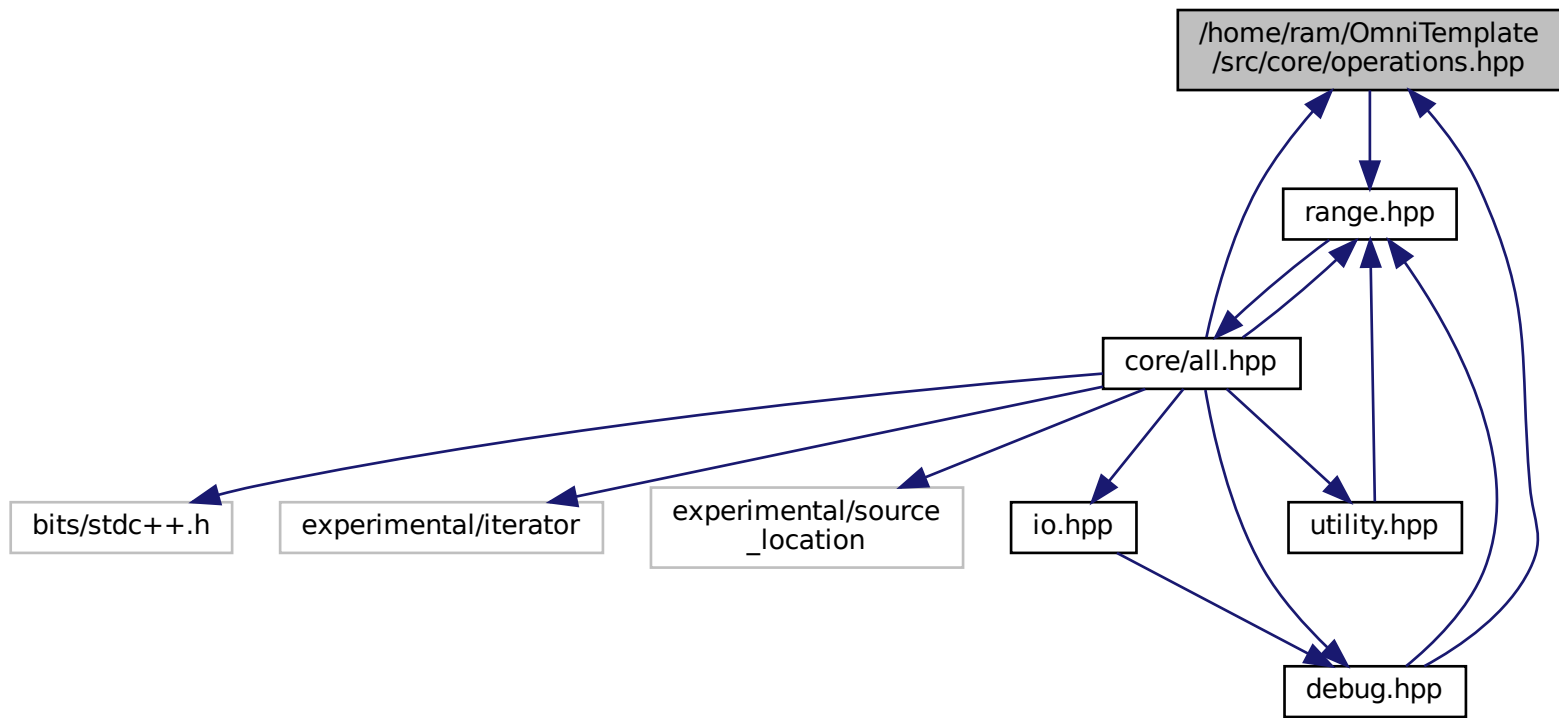 /home/ram/OmniTemplate
/src/core/operations.hpp
range.hpp
core/all.hpp
bits/stdc++.h
experimental/iterator
experimental/source
_location
io.hpp
utility.hpp
debug.hpp